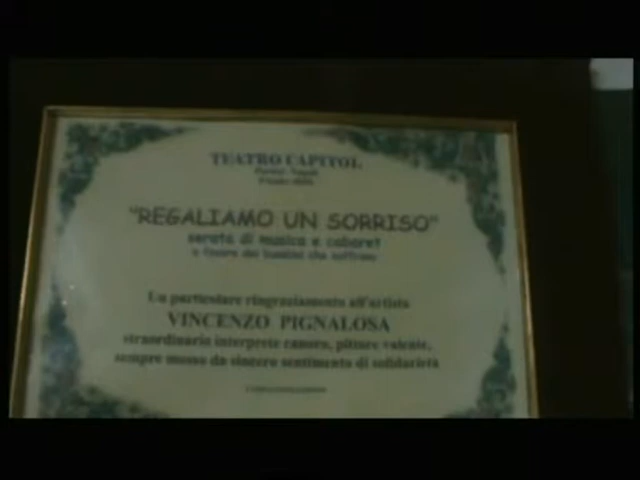 TEATRO CAPITOL
"REGALIAMO UN SORRISO"
serata di musica e cabaret
a favore dei bambini che soffrono
Un particolare ringraziamento all'artista
VINCENZO PIGNALOSA
straordinario interprete canoro, pittore valente,
sempre mosso da sincero sentimento di solidarietà